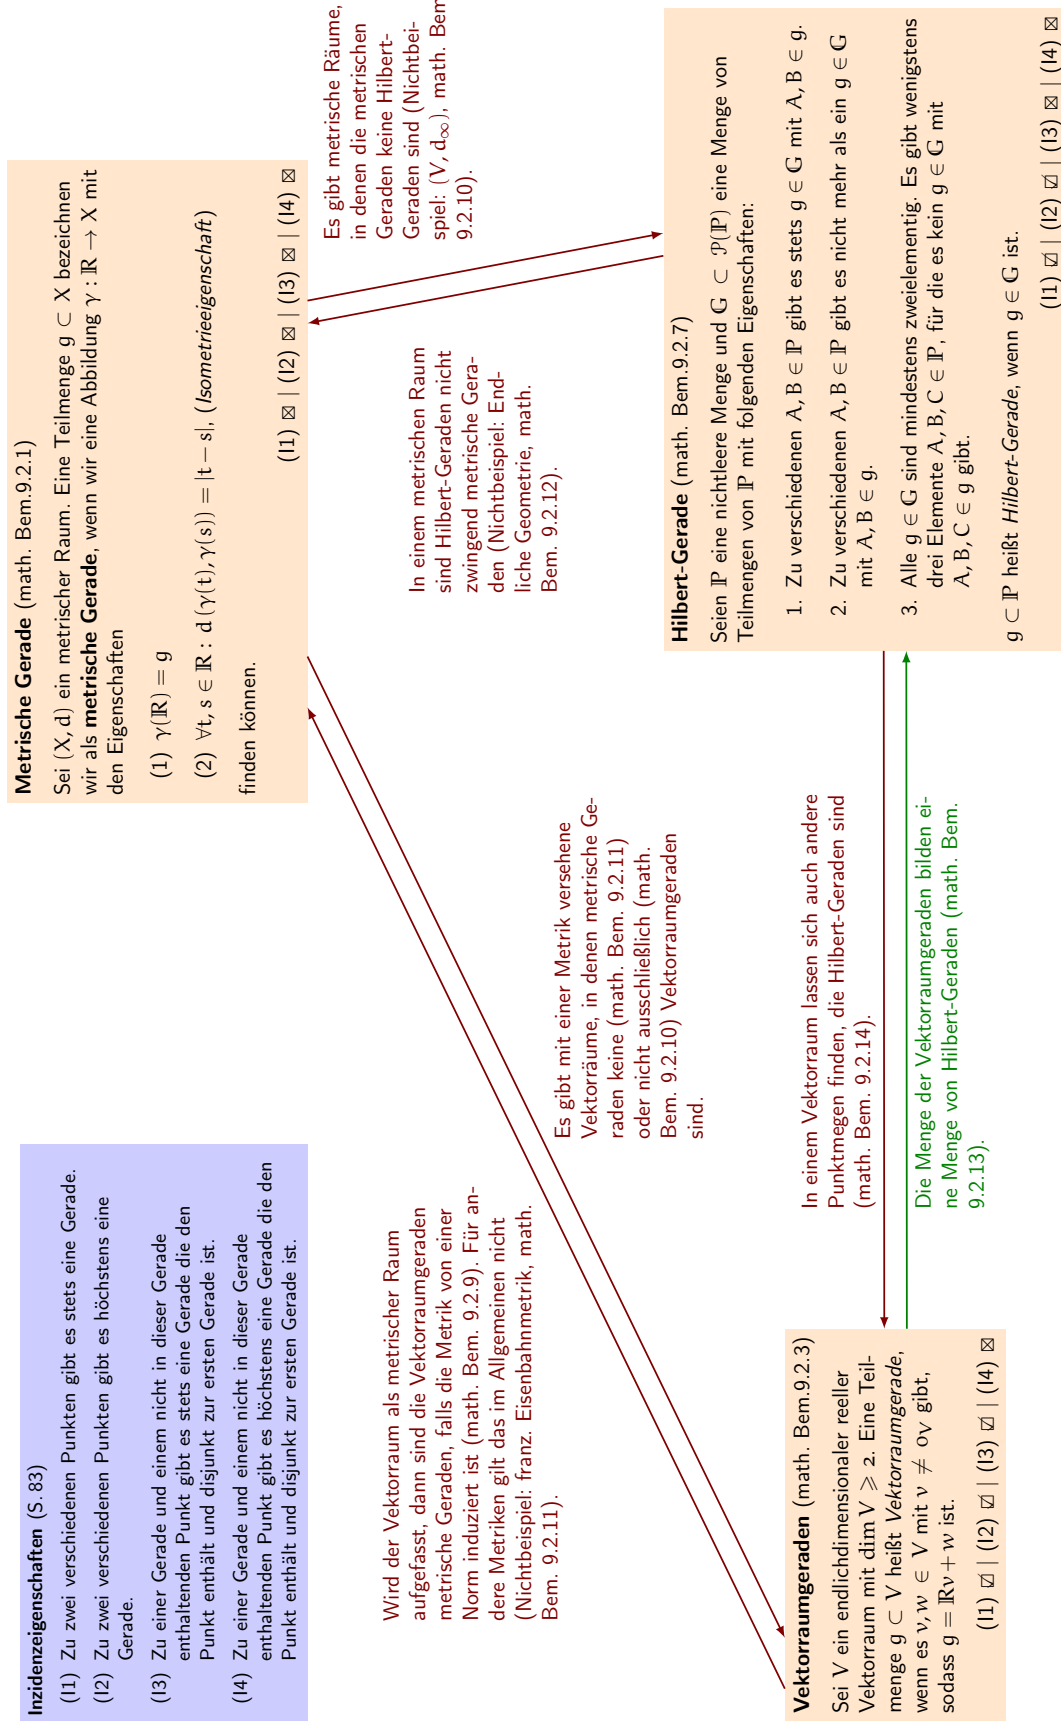 Inzidenzeigenschaften (S. 83)
(I1) Zu zwei verschiedenen Punkten gibt es stets eine Gerade.
(I2) Zu zwei verschiedenen Punkten gibt es höchstens eine
Gerade.
(I3) Zu einer Gerade und einem nicht in dieser Gerade
enthaltenden Punkt gibt es stets eine Gerade die den
Punkt enthält und disjunkt zur ersten Gerade ist.
(I4) Zu einer Gerade und einem nicht in dieser Gerade
enthaltenden Punkt gibt es höchstens eine Gerade die den
Punkt enthält und disjunkt zur ersten Gerade ist.
Metrische Gerade (math. Bem.9.2.1)
Sei (X, d) ein metrischer Raum. Eine Teilmenge g ⊂ X bezeichnen
wir als metrische Gerade, wenn wir eine Abbildung γ : ℝ → X mit
den Eigenschaften
(1) γ(ℝ) = g
(2) ∀t, s ∈ ℝ : d (γ(t), γ(s)) = |t − s|, (Isometrieeigenschaft)
finden können.
(I1) ☒ | (I2) ☒ | (I3) ☒ | (I4) ☒
Es gibt metrische Räume,
in denen die metrischen
Geraden keine Hilbert-
Geraden sind (Nichtbei-
spiel: (V, d∞), math. Bem
9.2.10).
In einem metrischen Raum
sind Hilbert-Geraden nicht
zwingend metrische Gera-
den (Nichtbeispiel: End-
liche Geometrie, math.
Bem. 9.2.12).
Wird der Vektorraum als metrischer Raum
aufgefasst, dann sind die Vektorraumgeraden
metrische Geraden, falls die Metrik von einer
Norm induziert ist (math. Bem. 9.2.9). Für an-
dere Metriken gilt das im Allgemeinen nicht
(Nichtbeispiel: franz. Eisenbahnmetrik, math.
Bem. 9.2.11).
Es gibt mit einer Metrik versehene
Vektorräume, in denen metrische Ge-
raden keine (math. Bem. 9.2.11)
oder nicht ausschließlich (math.
Bem. 9.2.10) Vektorraumgeraden
sind.
Vektorraumgeraden (math. Bem.9.2.3)
Sei V ein endlichdimensionaler reeller
Vektorraum mit dim V ⩾ 2. Eine Teil-
menge g ⊂ V heißt Vektorraumgerade,
wenn es v, w ∈ V mit v ≠ 0V gibt,
sodass g = ℝv + w ist.
(I1) ☑ | (I2) ☑ | (I3) ☑ | (I4) ☒
In einem Vektorraum lassen sich auch andere
Punktmegen finden, die Hilbert-Geraden sind
(math. Bem. 9.2.14).
Die Menge der Vektorraumgeraden bilden ei-
ne Menge von Hilbert-Geraden (math. Bem.
9.2.13).
Hilbert-Gerade (math. Bem.9.2.7)
Seien ℙ eine nichtleere Menge und 𝔾 ⊂ 𝒫(ℙ) eine Menge von
Teilmengen von ℙ mit folgenden Eigenschaften:
1. Zu verschiedenen A, B ∈ ℙ gibt es stets g ∈ 𝔾 mit A, B ∈ g.
2. Zu verschiedenen A, B ∈ ℙ gibt es nicht mehr als ein g ∈ 𝔾
mit A, B ∈ g.
3. Alle g ∈ 𝔾 sind mindestens zweielementig. Es gibt wenigstens
drei Elemente A, B, C ∈ ℙ, für die es kein g ∈ 𝔾 mit
A, B, C ∈ g gibt.
g ⊂ ℙ heißt Hilbert-Gerade, wenn g ∈ 𝔾 ist.
(I1) ☑ | (I2) ☑ | (I3) ☒ | (I4) ☒